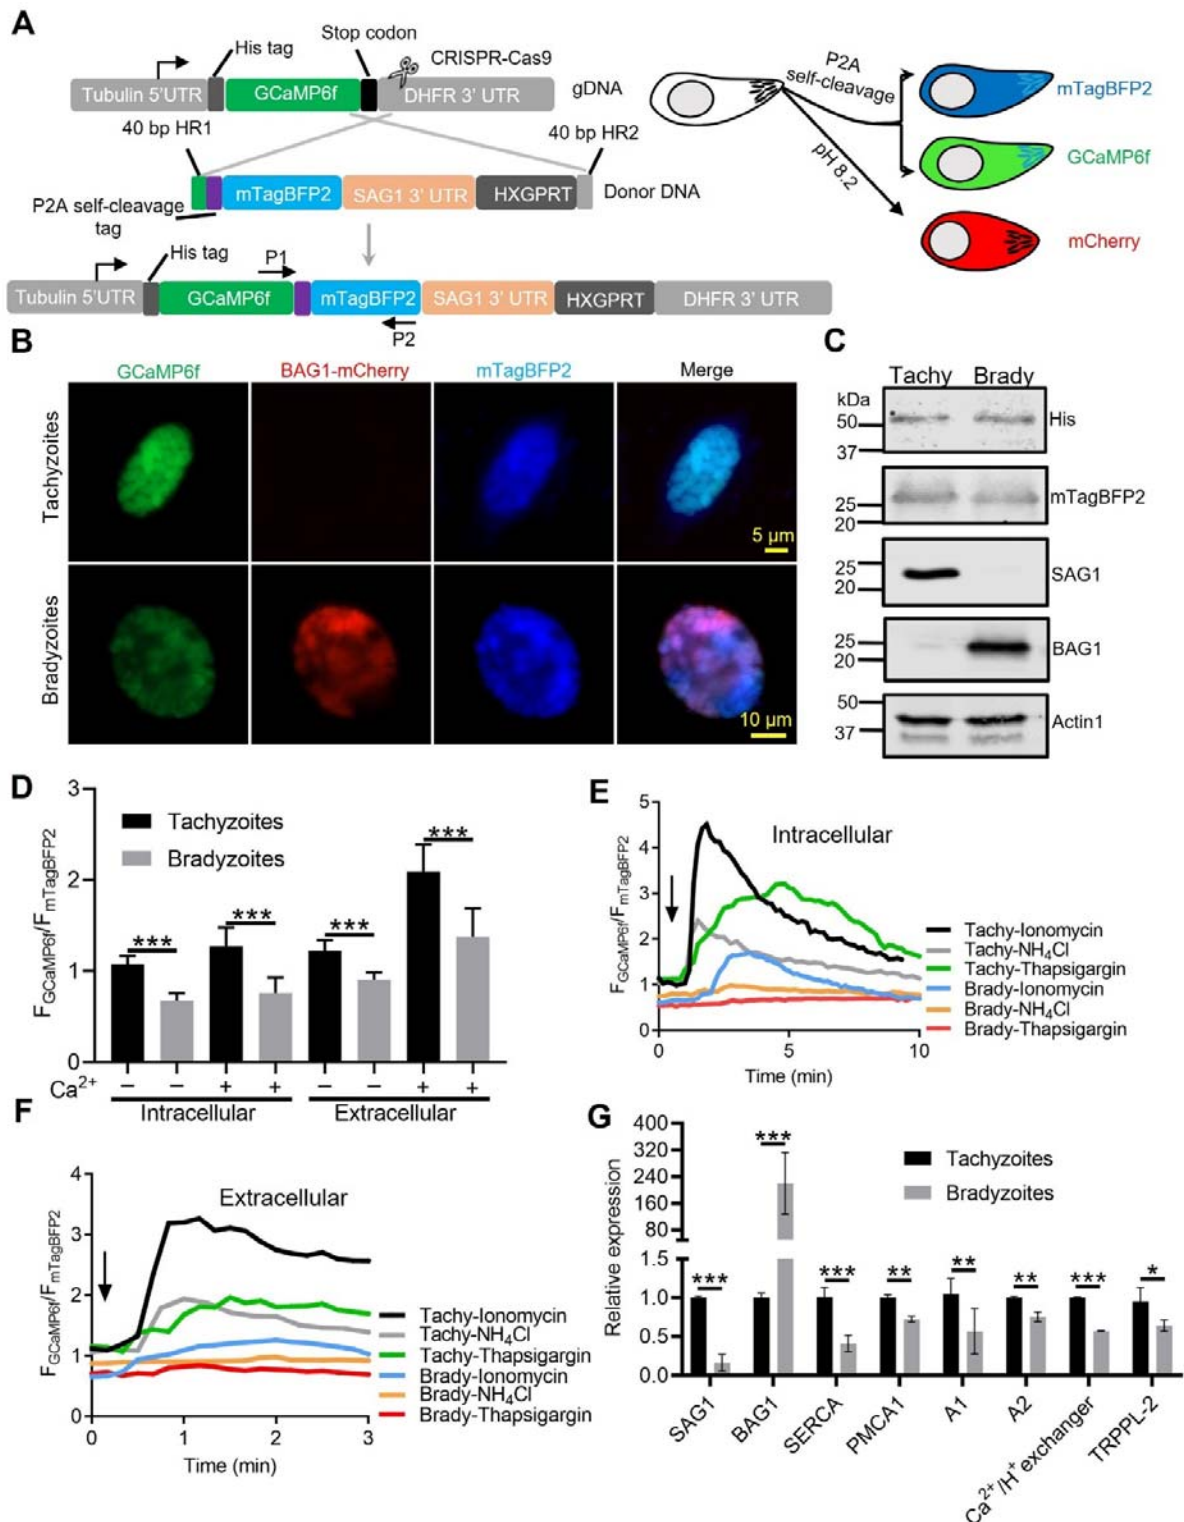 A
His tag
Stop codon
CRISPR-Cas9
Tubulin 5'UTR
GCaMP6f
DHFR 3' UTR
gDNA
40 bp HR1
40 bp HR2
mTagBFP2
SAG1 3' UTR
HXGPRT
Donor DNA
P2A self-cleavage
tag
His tag
P1
Tubulin 5'UTR
GCaMP6f
mTagBFP2
SAG1 3' UTR
HXGPRT
DHFR 3' UTR
P2
P2A
self-cleavage
pH 8.2
mTagBFP2
GCaMP6f
mCherry
B
GCaMP6f
BAG1-mCherry
mTagBFP2
Merge
Tachyzoites
5 µm
Bradyzoites
10 µm
C
Tachy
Brady
kDa
50
37
His
25
20
mTagBFP2
25
20
SAG1
25
20
BAG1
50
37
Actin1
D
F GCaMP6f/F mTagBFP2
3
2
1
0
Tachyzoites
Bradyzoites
***
***
***
***
Ca2+
− − + + − − + +
Intracellular
Extracellular
E
F GCaMP6f/F mTagBFP2
5
4
3
2
1
0
Intracellular
Tachy-Ionomycin
Tachy-NH4Cl
Tachy-Thapsigargin
Brady-Ionomycin
Brady-NH4Cl
Brady-Thapsigargin
0 5 10
Time (min)
F
F GCaMP6f/F mTagBFP2
4
3
2
1
0
Extracellular
Tachy-Ionomycin
Tachy-NH4Cl
Tachy-Thapsigargin
Brady-Ionomycin
Brady-NH4Cl
Brady-Thapsigargin
0 1 2 3
Time (min)
G
Relative expression
400
320
240
160
80
1.5
1.0
0.5
0.0
Tachyzoites
Bradyzoites
***
***
***
**
**
**
***
*
SAG1
BAG1
SERCA
PMCA1
A1
A2
Ca2+/H+ exchanger
TRPPL-2